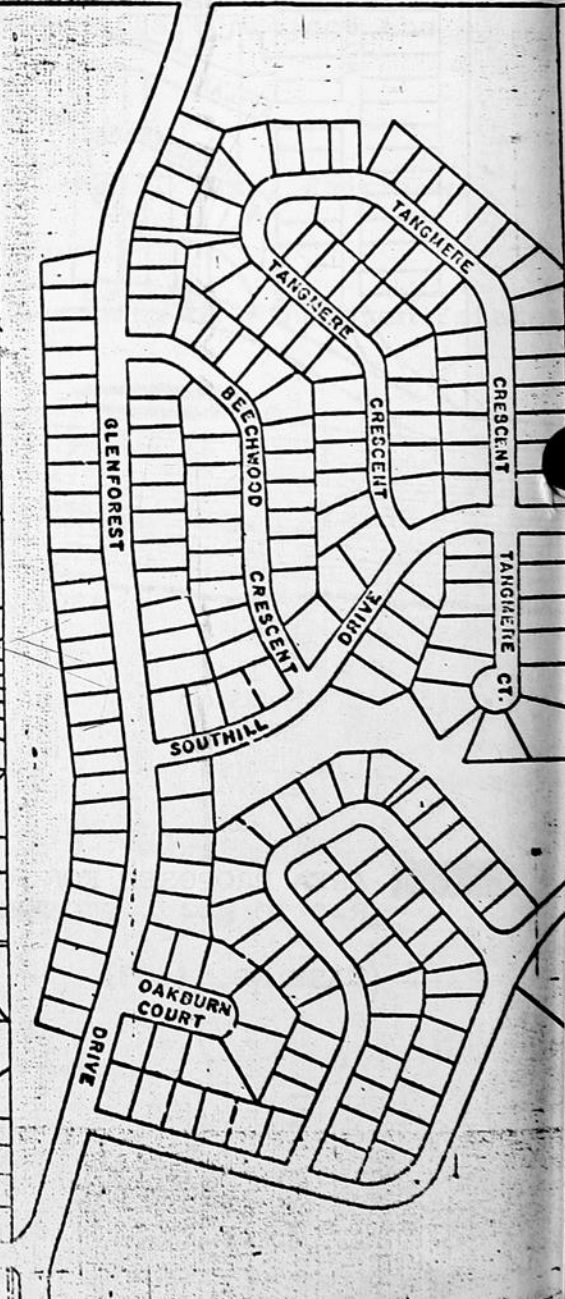 TANGMERE
TANGMERE
CRESCENT
CRESCENT
BEECHWOOD
CRESCENT
GLENFOREST
DRIVE
TANGMERE CT.
SOUTHILL
DRIVE
OAKBURN
COURT